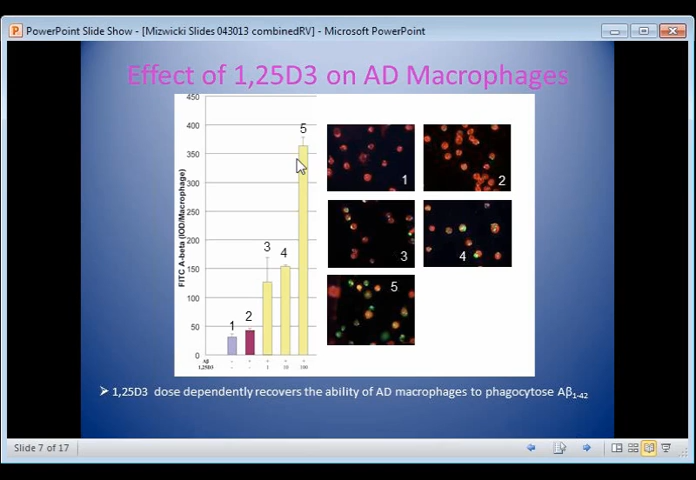 PowerPoint Slide Show - [Mizwicki Slides 043013 combinedRV] - Microsoft PowerPoint
Effect of 1,25D3 on AD Macrophages
450
400
350
300
250
200
150
100
50
0
FITC A-beta (IOD/Macrophage)
1
2
3
4
5
Aβ - + + + +
1,25D3 - - 1 10 100
1
2
3
4
5
➢ 1,25D3 dose dependently recovers the ability of AD macrophages to phagocytose Aβ1-42
Slide 7 of 17